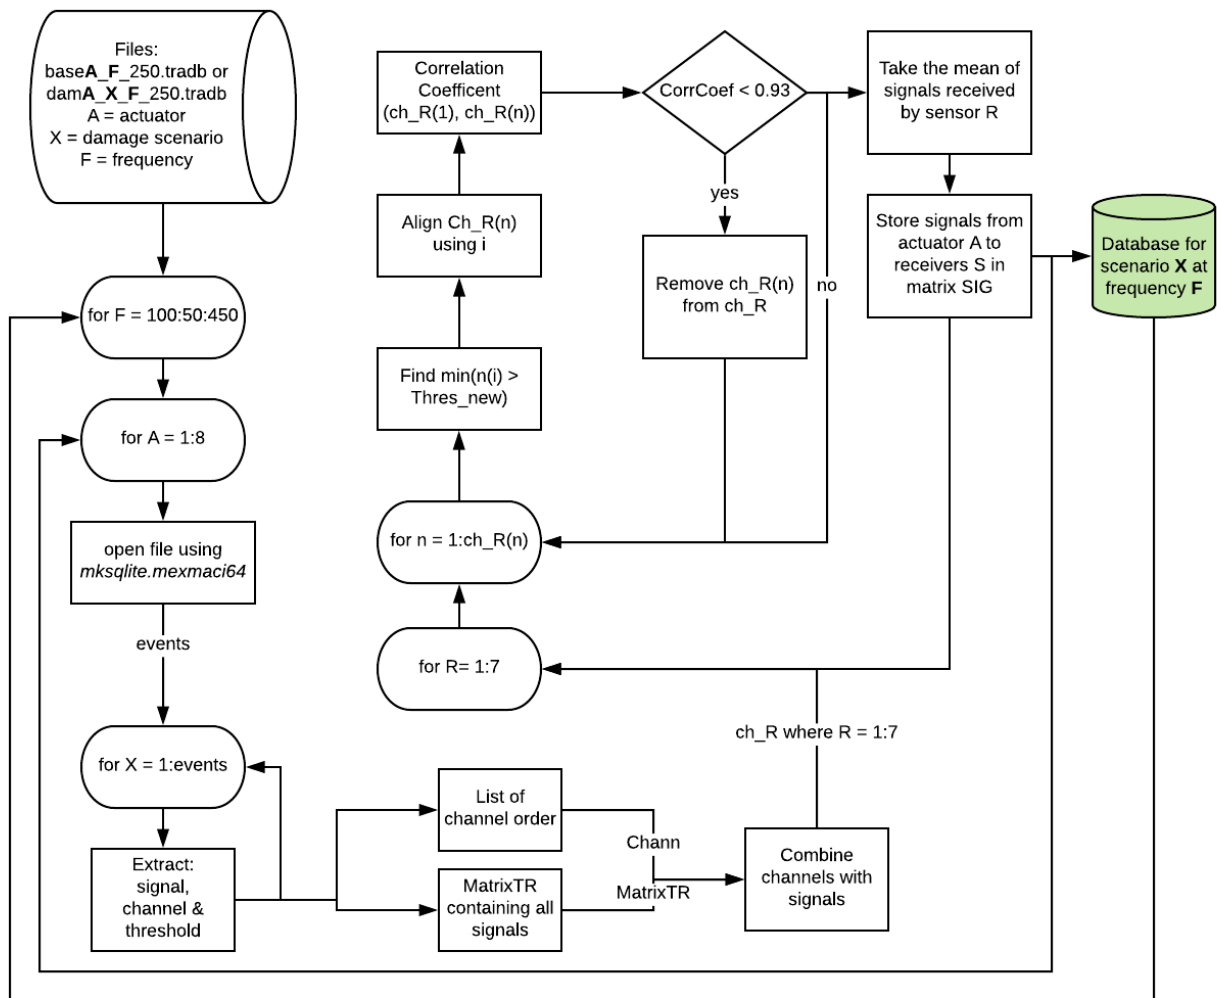 Files:
baseA_F_250.tradb or
damA_X_F_250.tradb
A = actuator
X = damage scenario
F = frequency
for F = 100:50:450
for A = 1:8
open file using
mksqlite.mexmaci64
events
for X = 1:events
Extract:
signal,
channel &
threshold
List of
channel order
MatrixTR
containing all
signals
Chann
MatrixTR
Combine
channels with
signals
ch_R where R = 1:7
for R= 1:7
for n = 1:ch_R(n)
Find min(n(i) >
Thres_new)
Align Ch_R(n)
using i
Correlation
Coefficent
(ch_R(1), ch_R(n))
CorrCoef < 0.93
yes
no
Remove ch_R(n)
from ch_R
Take the mean of
signals received
by sensor R
Store signals from
actuator A to
receivers S in
matrix SIG
Database for
scenario X at
frequency F